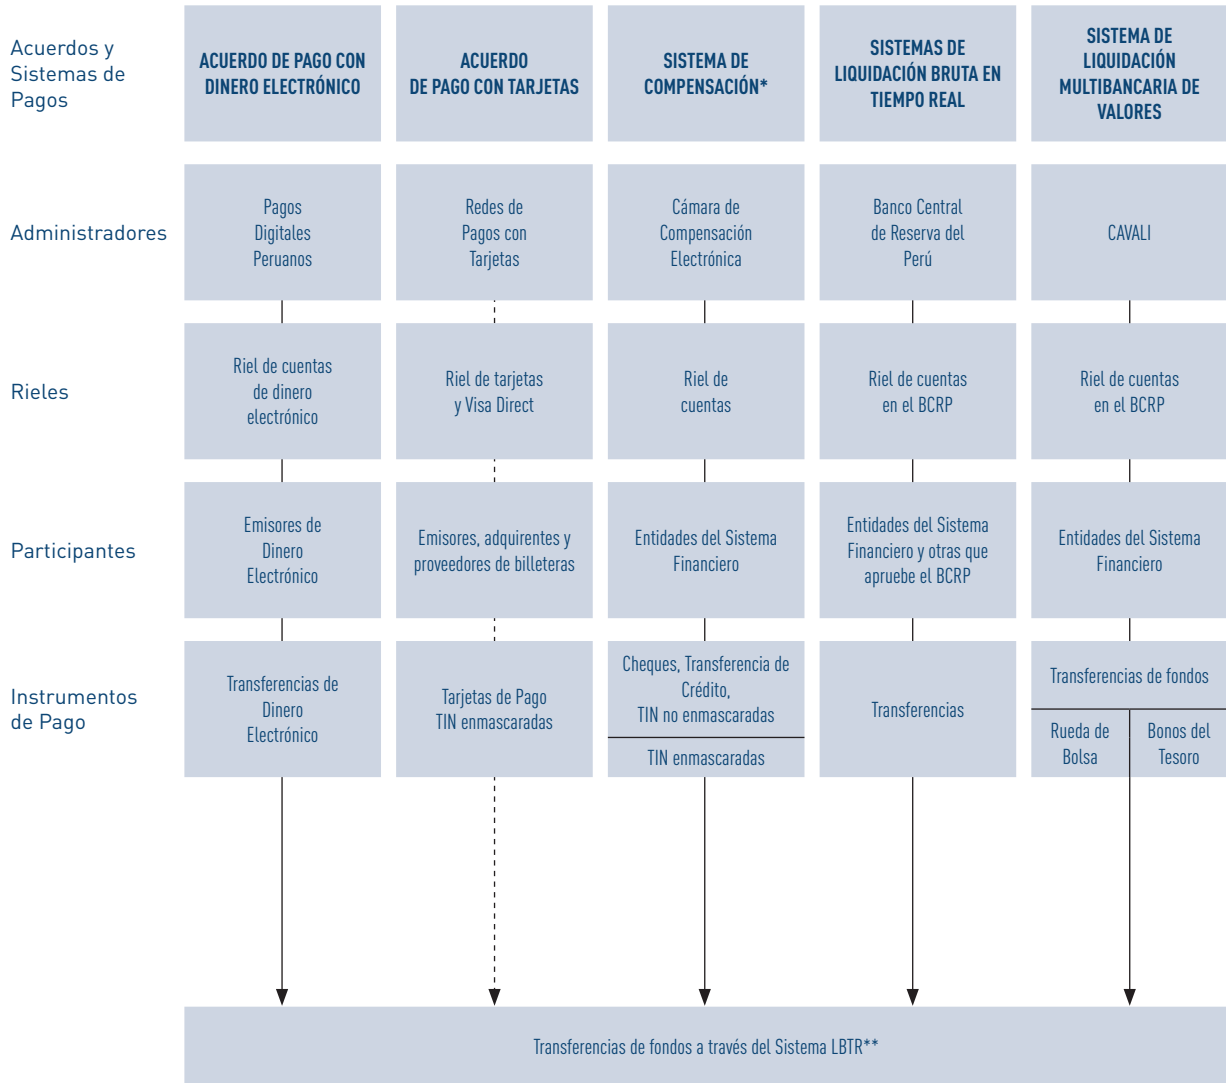 Acuerdos y
Sistemas de
Pagos
ACUERDO DE PAGO CON
DINERO ELECTRÓNICO
ACUERDO
DE PAGO CON TARJETAS
SISTEMA DE
COMPENSACIÓN*
SISTEMAS DE
LIQUIDACIÓN BRUTA EN
TIEMPO REAL
SISTEMA DE
LIQUIDACIÓN
MULTIBANCARIA DE
VALORES
Administradores
Pagos
Digitales
Peruanos
Redes de
Pagos con
Tarjetas
Cámara de
Compensación
Electrónica
Banco Central
de Reserva del
Perú
CAVALI
Rieles
Riel de cuentas
de dinero
electrónico
Riel de tarjetas
y Visa Direct
Riel de
cuentas
Riel de cuentas
en el BCRP
Riel de cuentas
en el BCRP
Participantes
Emisores de
Dinero
Electrónico
Emisores, adquirentes y
proveedores de billeteras
Entidades del Sistema
Financiero
Entidades del Sistema
Financiero y otras que
apruebe el BCRP
Entidades del Sistema
Financiero
Instrumentos
de Pago
Transferencias de
Dinero
Electrónico
Tarjetas de Pago
TIN enmascaradas
Cheques, Transferencia de
Crédito,
TIN no enmascaradas
TIN enmascaradas
Transferencias
Transferencias de fondos
Rueda de
Bolsa
Bonos del
Tesoro
Transferencias de fondos a través del Sistema LBTR**